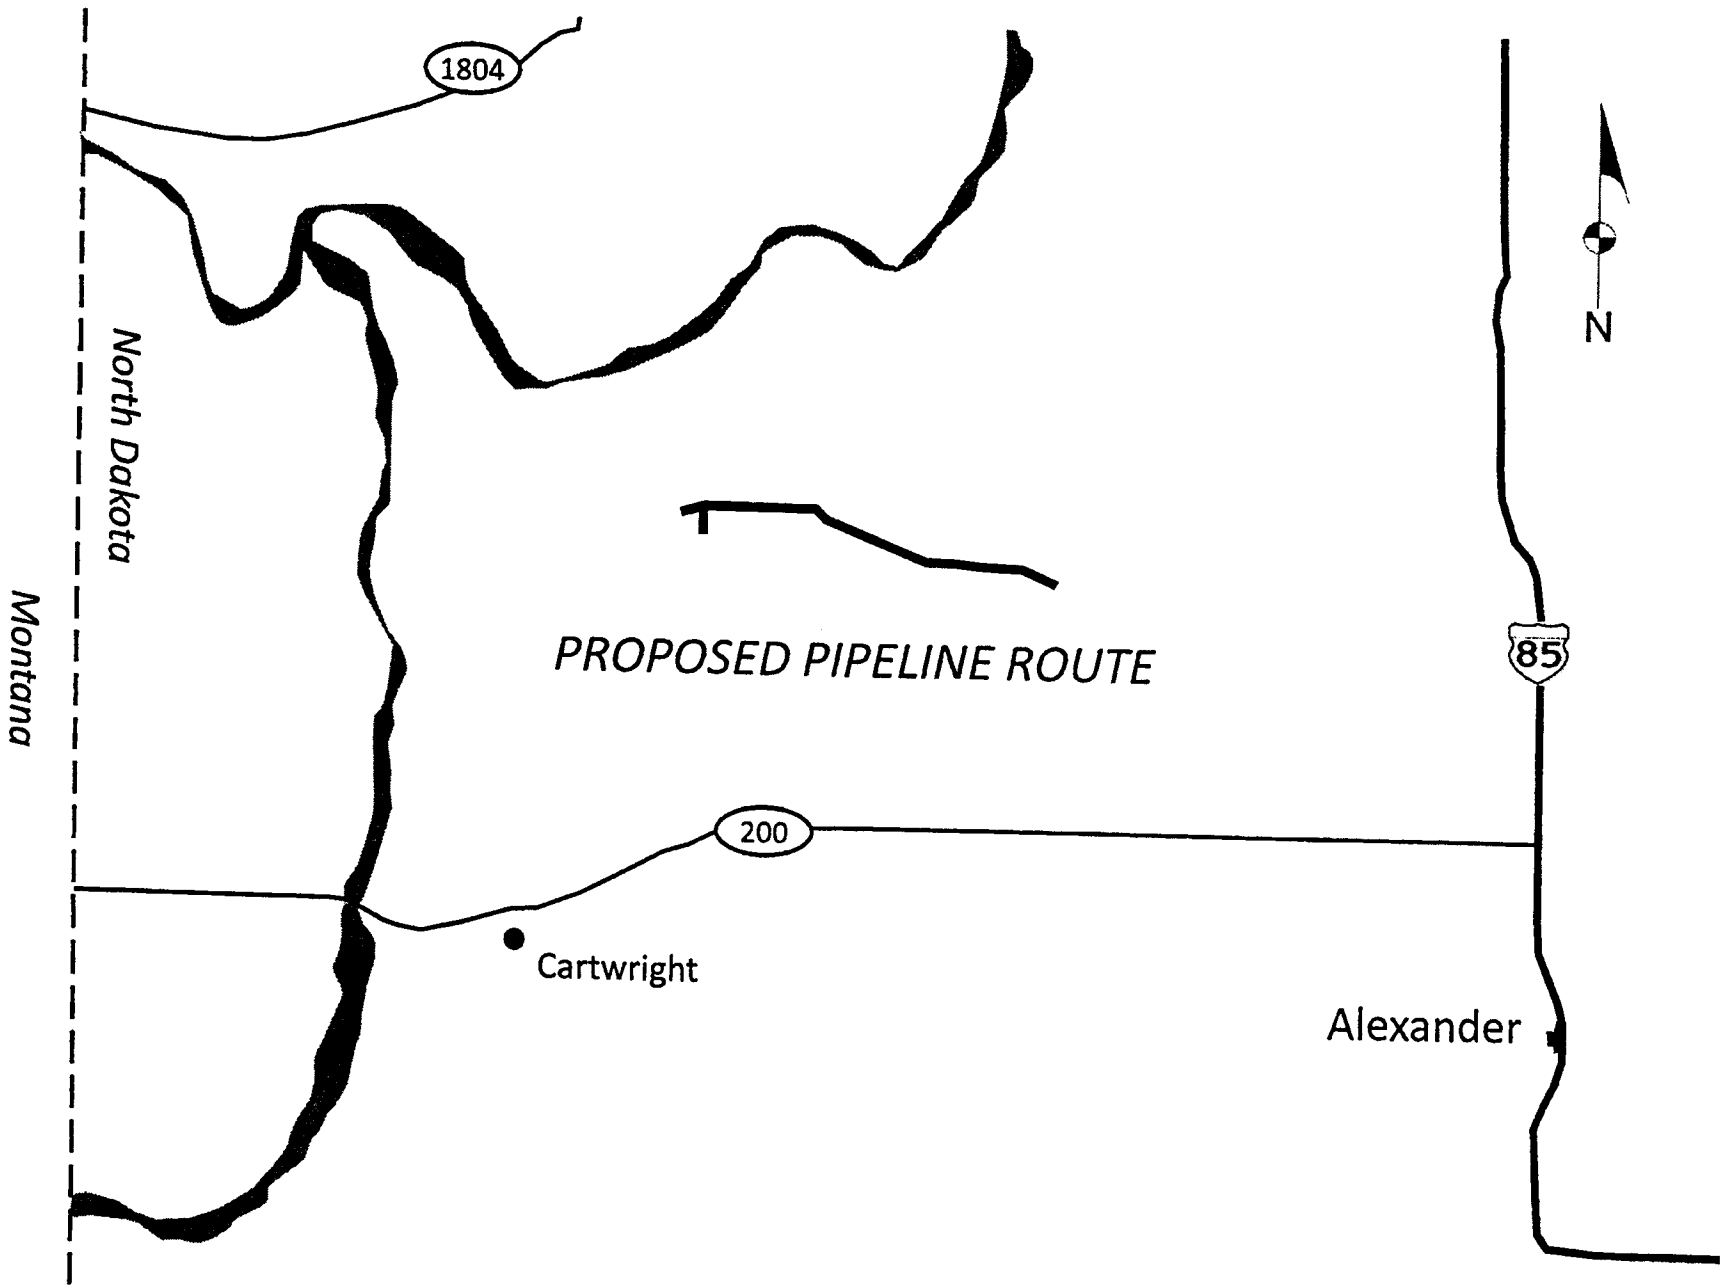 1804
N
North Dakota
Montana
PROPOSED PIPELINE ROUTE
85
200
Cartwright
Alexander